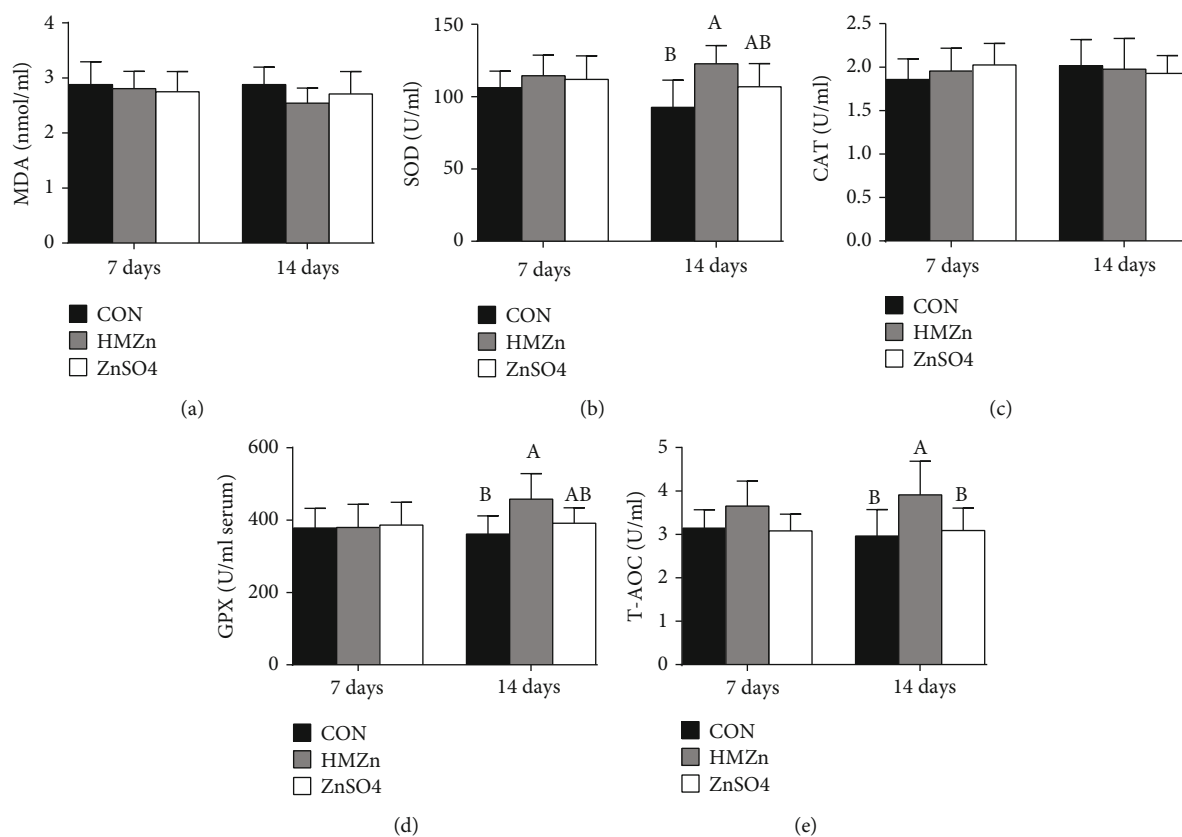 MDA (nmol/ml)
4
3
2
1
0
7 days
14 days
CON
HMZn
ZnSO4
(a)
SOD (U/ml)
150
100
50
0
B
A
AB
7 days
14 days
CON
HMZn
ZnSO4
(b)
CAT (U/ml)
2.5
2.0
1.5
1.0
0.5
0.0
7 days
14 days
CON
HMZn
ZnSO4
(c)
GPX (U/ml serum)
600
400
200
0
B
A
AB
7 days
14 days
CON
HMZn
ZnSO4
(d)
T-AOC (U/ml)
5
4
3
2
1
0
B
A
B
7 days
14 days
CON
HMZn
ZnSO4
(e)